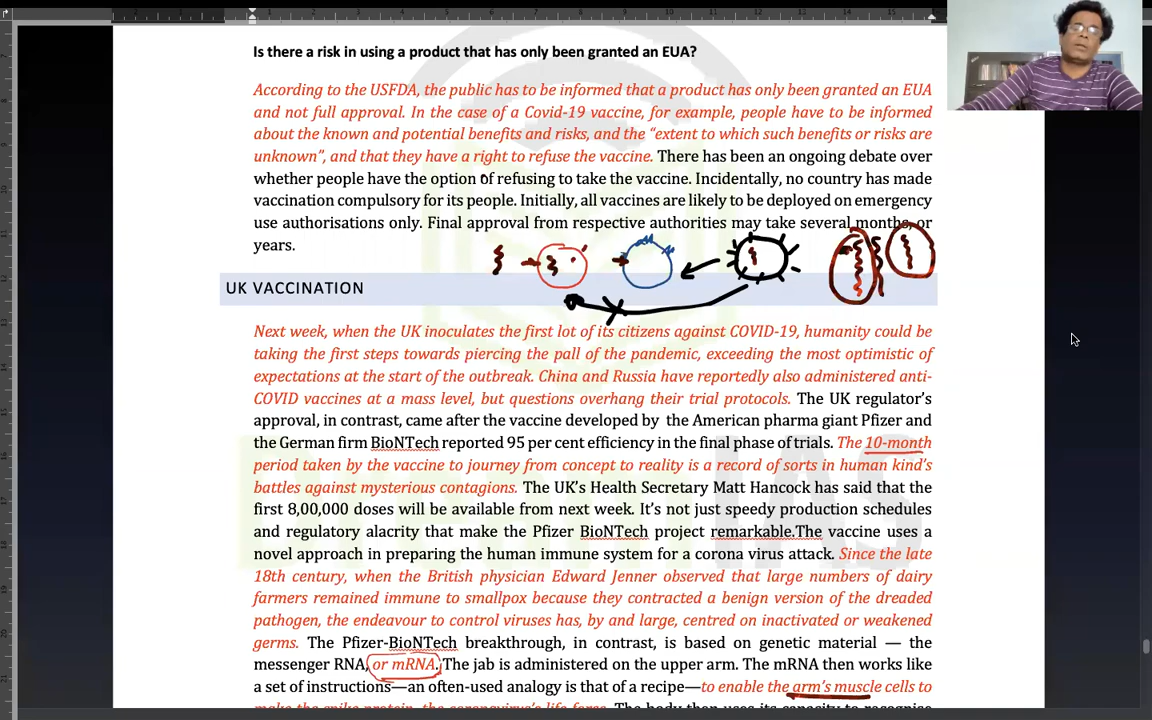 Is there a risk in using a product that has only been granted an EUA?
According to the USFDA, the public has to be informed that a product has only been granted an EUA
and not full approval. In the case of a Covid-19 vaccine, for example, people have to be informed
about the known and potential benefits and risks, and the “extent to which such benefits or risks are
unknown”, and that they have a right to refuse the vaccine. There has been an ongoing debate over
whether people have the option of refusing to take the vaccine. Incidentally, no country has made
vaccination compulsory for its people. Initially, all vaccines are likely to be deployed on emergency
use authorisations only. Final approval from respective authorities may take several months or
years.
UK VACCINATION
Next week, when the UK inoculates the first lot of its citizens against COVID-19, humanity could be
taking the first steps towards piercing the pall of the pandemic, exceeding the most optimistic of
expectations at the start of the outbreak. China and Russia have reportedly also administered anti-
COVID vaccines at a mass level, but questions overhang their trial protocols. The UK regulator’s
approval, in contrast, came after the vaccine developed by the American pharma giant Pfizer and
the German firm BioNTech reported 95 per cent efficiency in the final phase of trials. The 10-month
period taken by the vaccine to journey from concept to reality is a record of sorts in human kind’s
battles against mysterious contagions. The UK’s Health Secretary Matt Hancock has said that the
first 8,00,000 doses will be available from next week. It’s not just speedy production schedules
and regulatory alacrity that make the Pfizer BioNTech project remarkable.The vaccine uses a
novel approach in preparing the human immune system for a corona virus attack. Since the late
18th century, when the British physician Edward Jenner observed that large numbers of dairy
farmers remained immune to smallpox because they contracted a benign version of the dreaded
pathogen, the endeavour to control viruses has, by and large, centred on inactivated or weakened
germs. The Pfizer-BioNTech breakthrough, in contrast, is based on genetic material — the
messenger RNA, or mRNA. The jab is administered on the upper arm. The mRNA then works like
a set of instructions—an often-used analogy is that of a recipe—to enable the arm’s muscle cells to
make the spike protein, the coronavirus’s life force. The body then uses its capacity to recognise